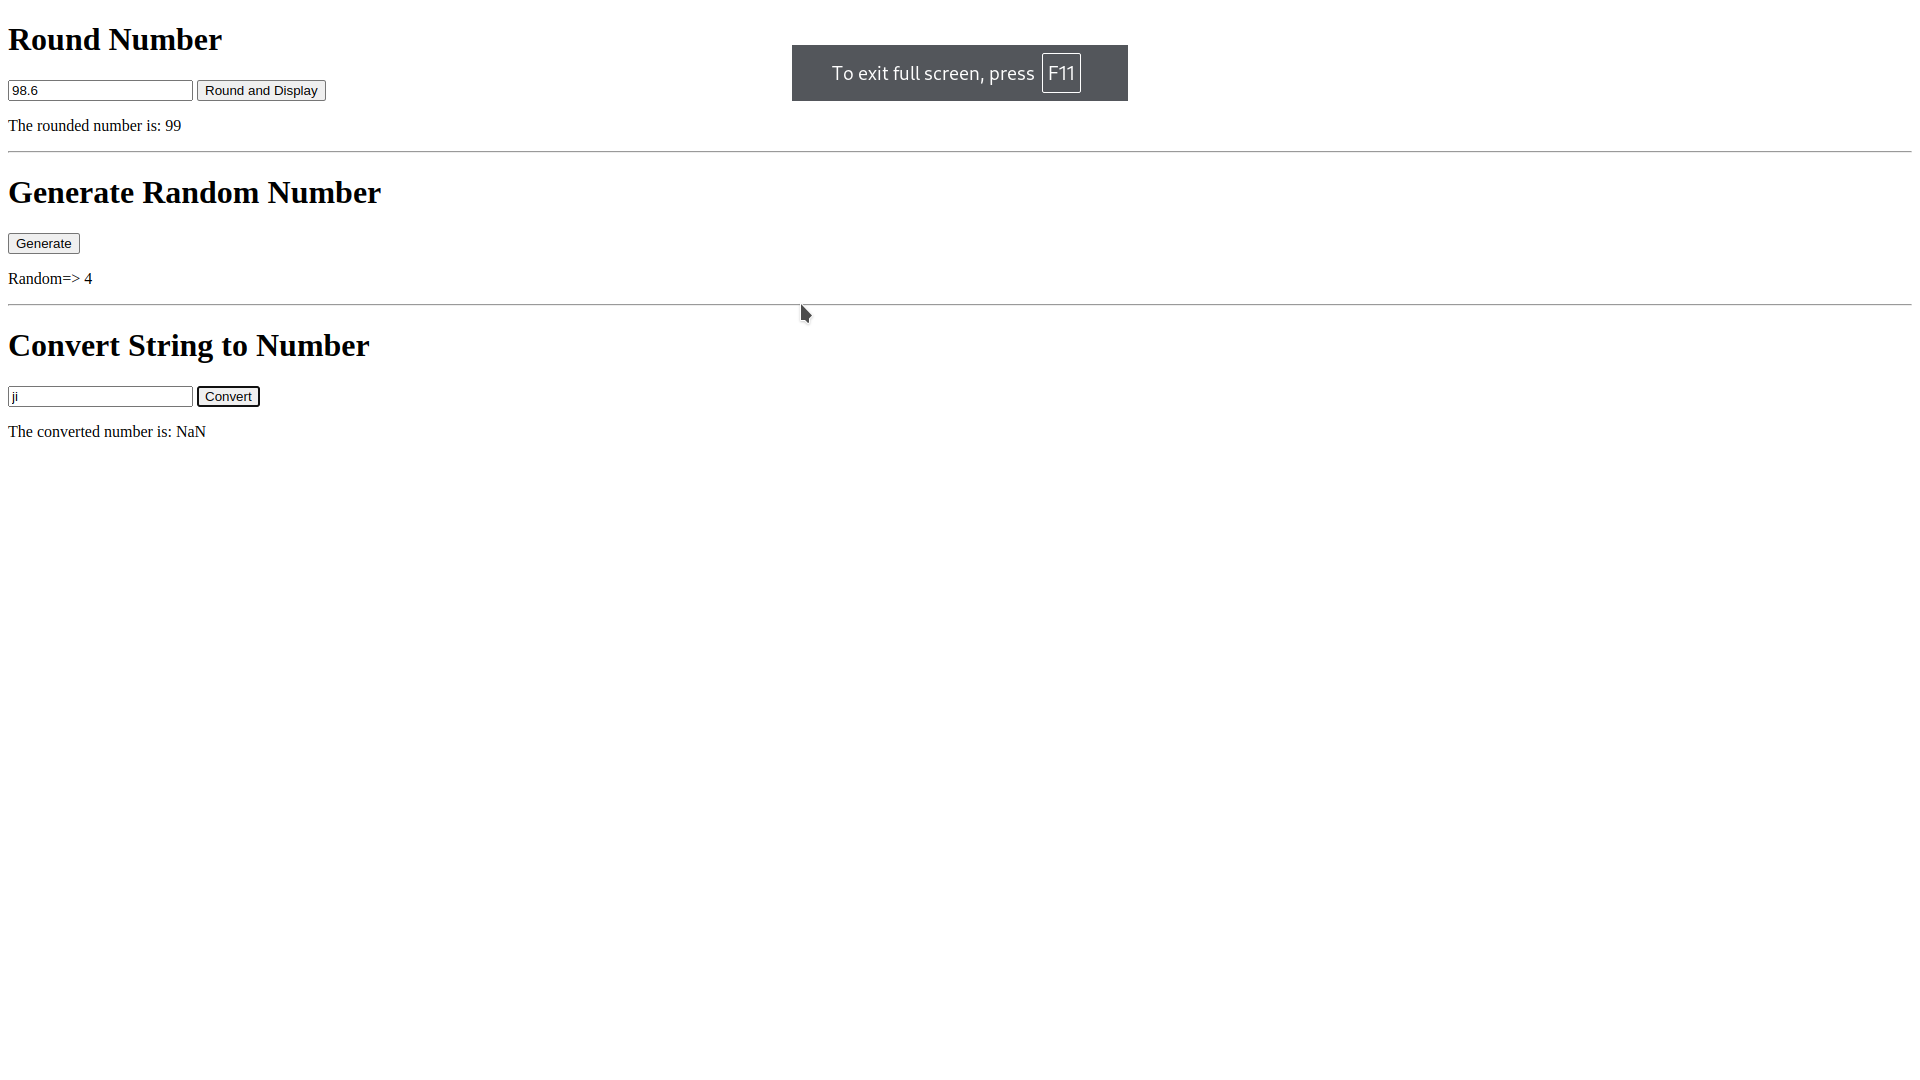 Round Number
To exit full screen, press F11
98.6 Round and Display
The rounded number is: 99
Generate Random Number
Generate
Random=> 4
Convert String to Number
ji Convert
The converted number is: NaN